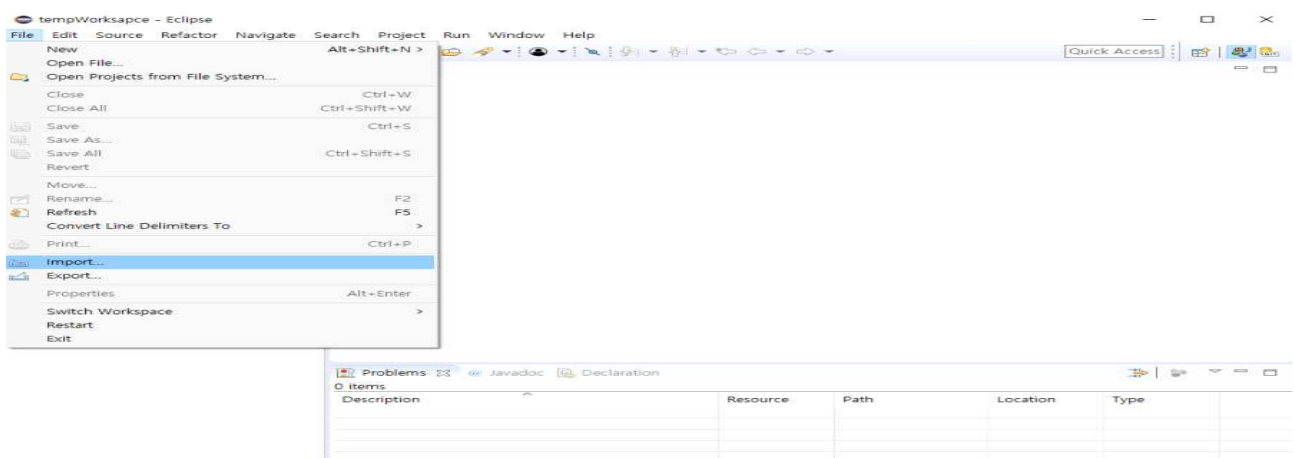 tempWorksapce - Eclipse
File Edit Source Refactor Navigate Search Project Run Window Help
New Alt+Shift+N >
Open File...
Open Projects from File System...
Close Ctrl+W
Close All Ctrl+Shift+W
Save Ctrl+S
Save As...
Save All Ctrl+Shift+S
Revert
Move...
Rename... F2
Refresh F5
Convert Line Delimiters To >
Print... Ctrl+P
Import...
Export...
Properties Alt+Enter
Switch Workspace >
Restart
Exit
Quick Access
Problems Javadoc Declaration
0 items
Description Resource Path Location Type